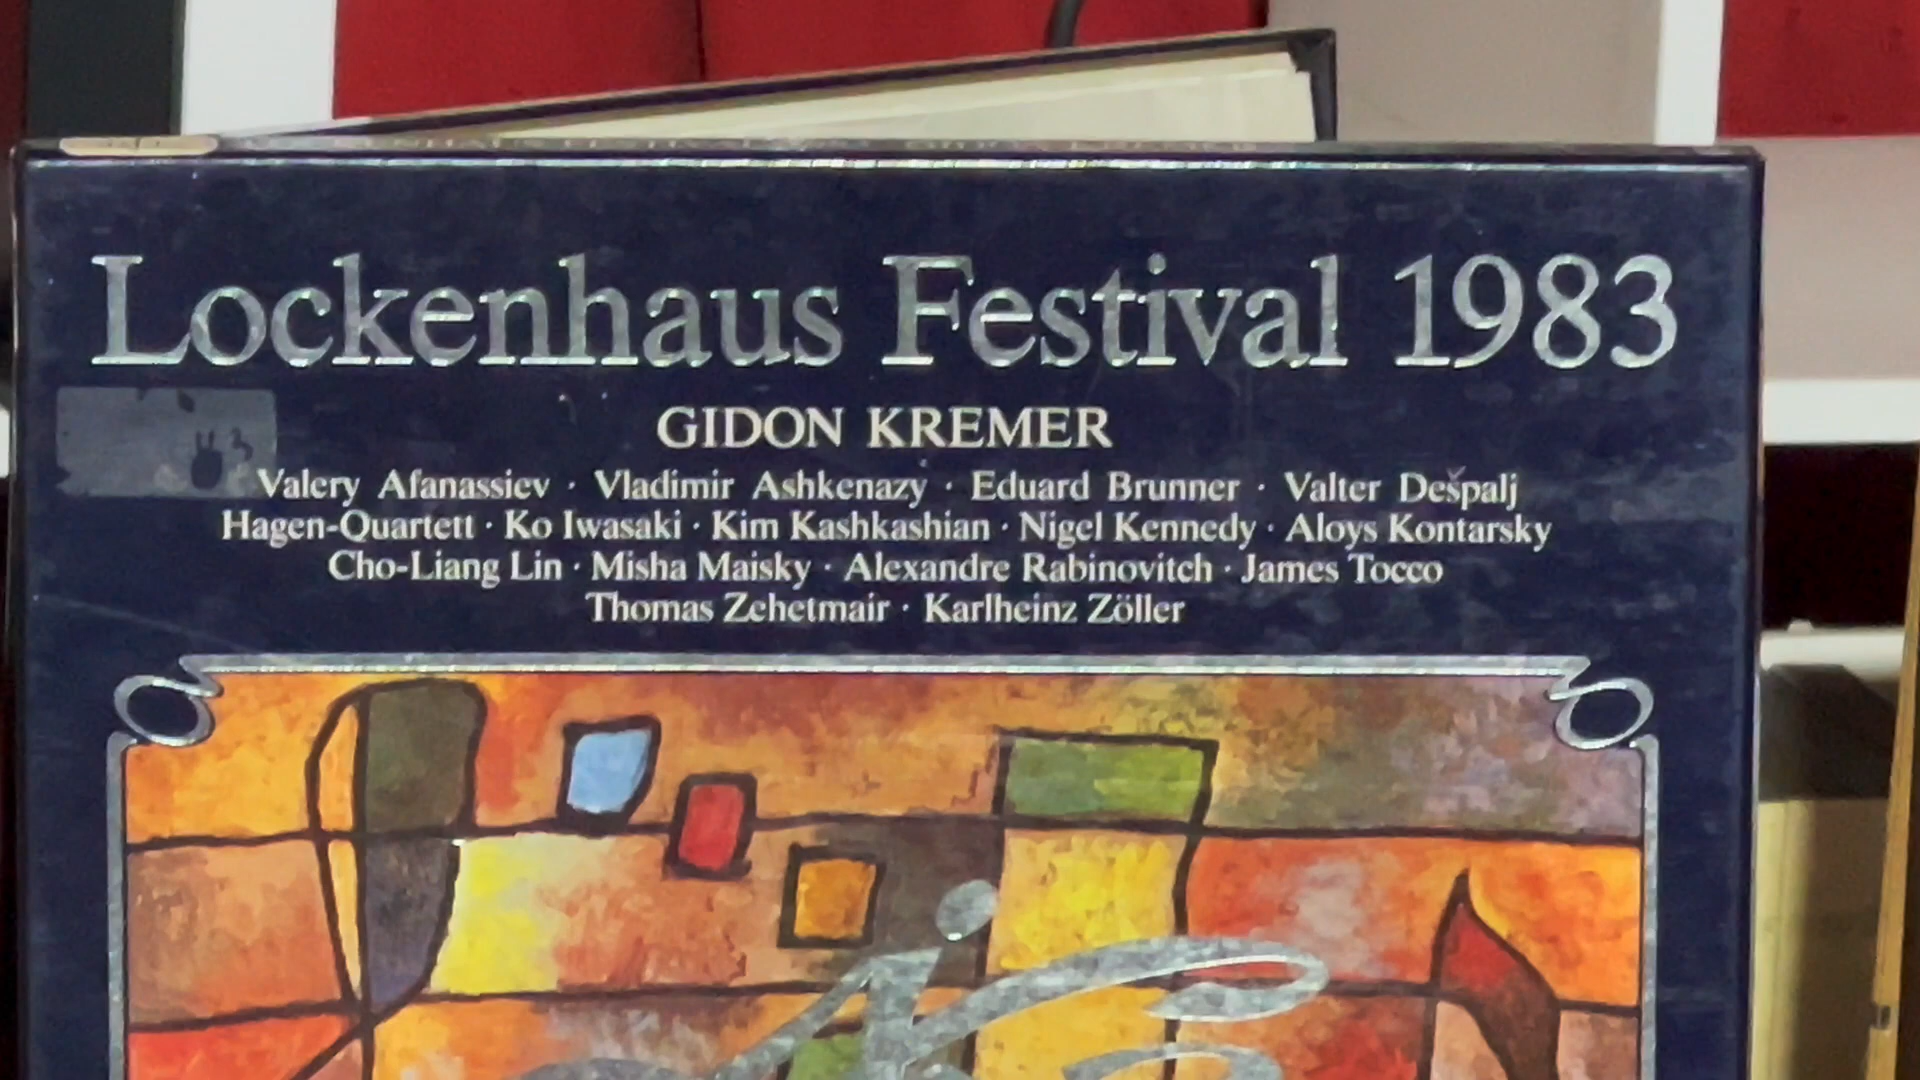 Lockenhaus Festival 1983
GIDON KREMER
Valery Afanassiev · Vladimir Ashkenazy · Eduard Brunner · Valter Dešpalj
Hagen-Quartett · Ko Iwasaki · Kim Kashkashian · Nigel Kennedy · Aloys Kontarsky
Cho-Liang Lin · Misha Maisky · Alexandre Rabinovitch · James Tocco
Thomas Zehetmair · Karlheinz Zöller